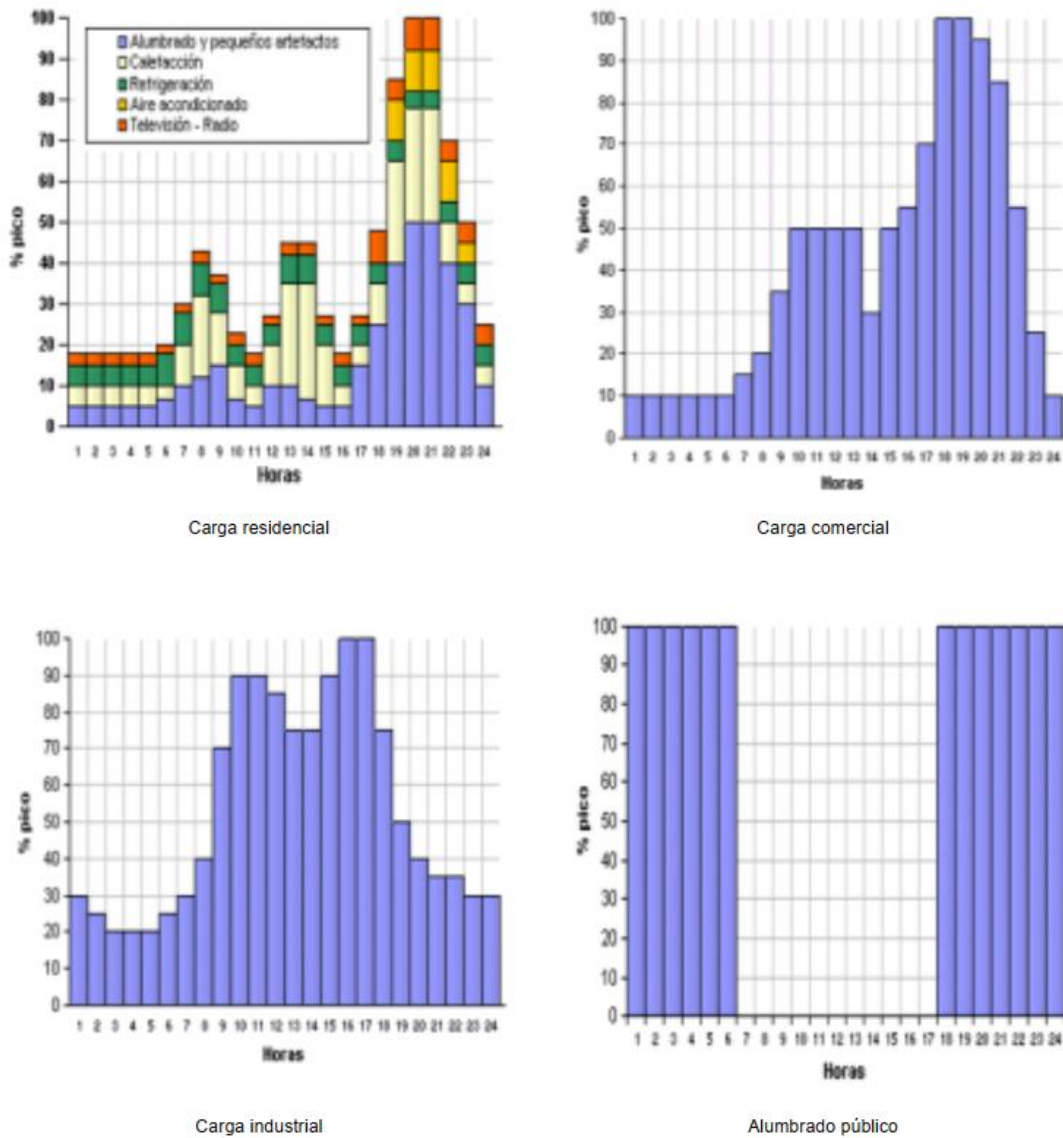 100
90
80
70
60
50
40
30
20
10
0
% pico
Alumbrado y pequeños artefactos
Calefacción
Refrigeración
Aire acondicionado
Televisión - Radio
1 2 3 4 5 6 7 8 9 10 11 12 13 14 15 16 17 18 19 20 21 22 23 24
Horas
Carga residencial
100
90
80
70
60
50
40
30
20
10
0
% pico
1 2 3 4 5 6 7 8 9 10 11 12 13 14 15 16 17 18 19 20 21 22 23 24
Horas
Carga comercial
100
90
80
70
60
50
40
30
20
10
0
% pico
1 2 3 4 5 6 7 8 9 10 11 12 13 14 15 16 17 18 19 20 21 22 23 24
Horas
Carga industrial
100
90
80
70
60
50
40
30
20
10
0
% pico
1 2 3 4 5 6 7 8 9 10 11 12 13 14 15 16 17 18 19 20 21 22 23 24
Horas
Alumbrado público